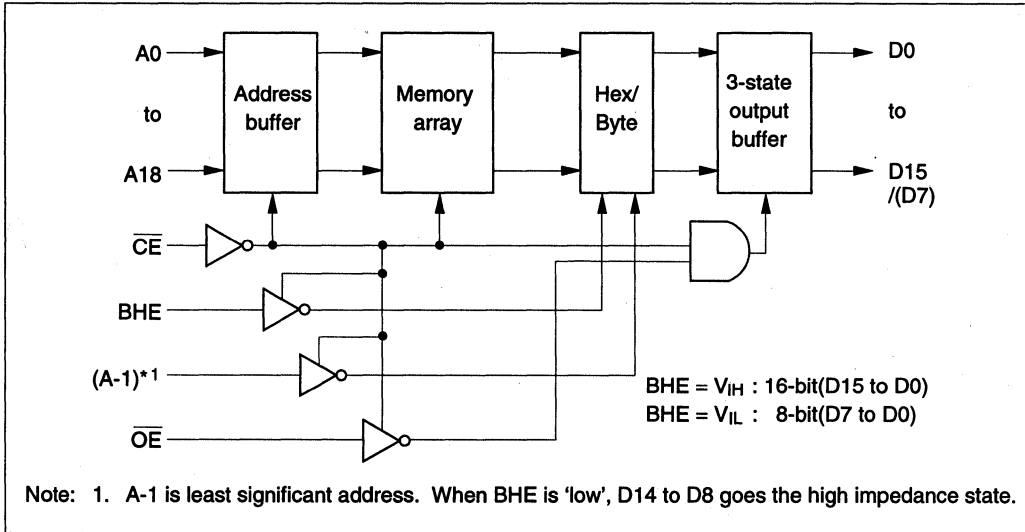 A0 to A18
Address buffer
Memory array
Hex/ Byte
3-state output buffer
D0 to D15 /(D7)
C̅E̅
BHE
(A-1)*1
O̅E̅
BHE = VIH : 16-bit(D15 to D0)
BHE = VIL : 8-bit(D7 to D0)
Note: 1. A-1 is least significant address. When BHE is ‘low’, D14 to D8 goes the high impedance state.